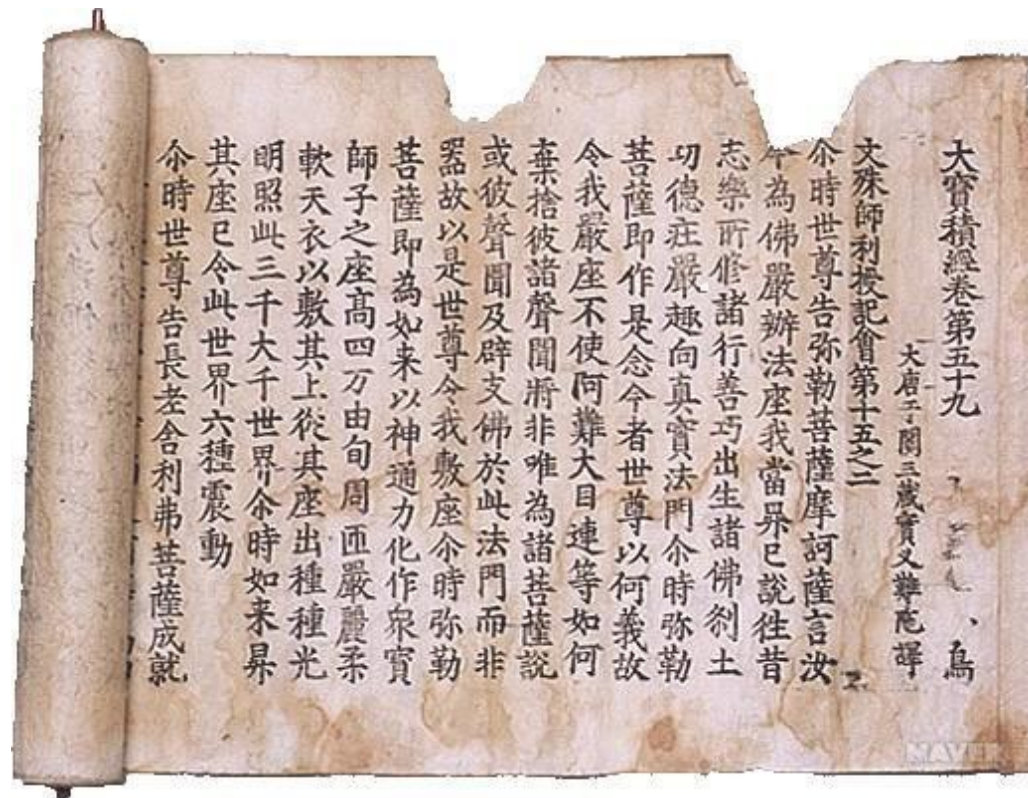 大寶積經卷第五十九 鳥
大唐于闐三藏實叉難陁譯
文殊師利授記會第十五之二
尒時世尊告弥勒菩薩摩訶薩言汝
今為佛嚴辦法座我當昇已說徃昔
志樂所修諸行善巧出生諸佛刹土
功德莊嚴趣向真實法門尒時弥勒
菩薩即作是念今者世尊以何義故
令我嚴座不使阿難大目連等如何
棄捨彼諸聲聞將非唯為諸菩薩說
或彼聲聞及辟支佛於此法門而非
器故以是世尊令我敷座尒時弥勒
菩薩即為如来以神通力化作衆寶
師子之座高四万由旬周匝嚴麗柔
軟天衣以敷其上從其座出種種光
明照此三千大千世界尒時如来昇
其座已令此世界六種震動
尒時世尊告長老舍利弗菩薩成就
NAVER